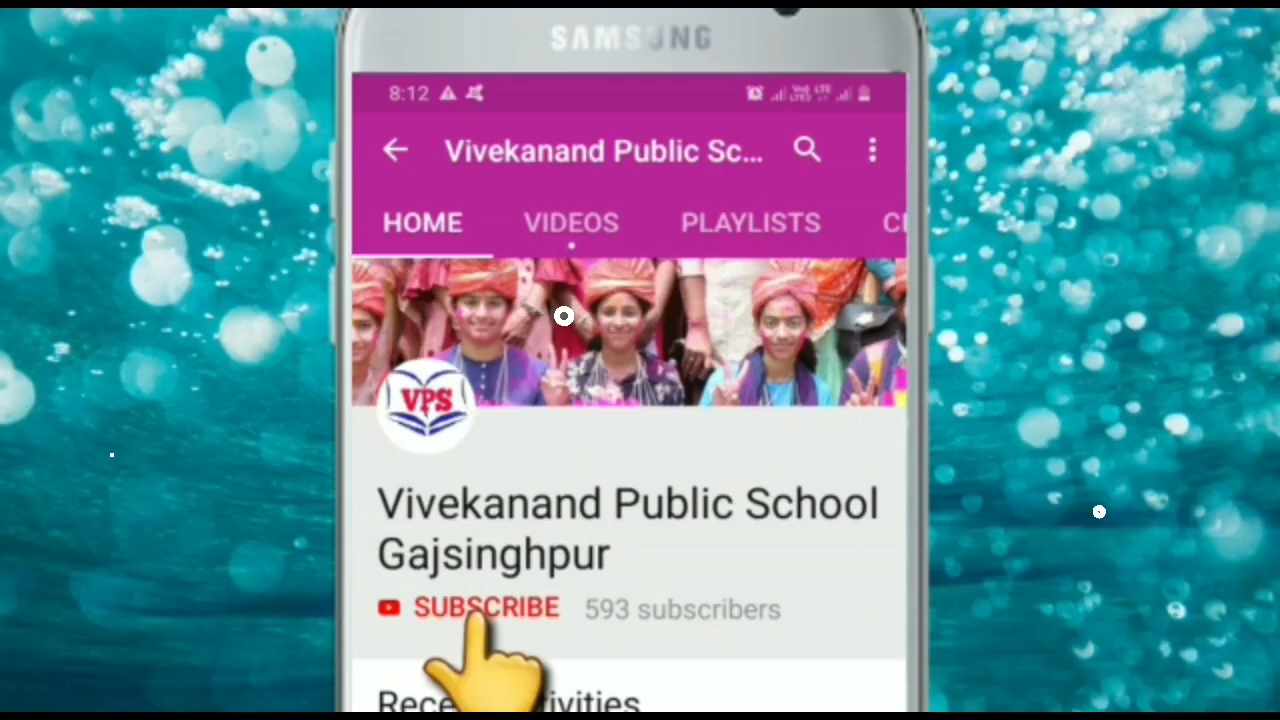 SAMSUNG
8:12
Vivekanand Public Sc...
HOME VIDEOS PLAYLISTS
VPS
Vivekanand Public School
Gajsinghpur
SUBSCRIBE 593 subscribers